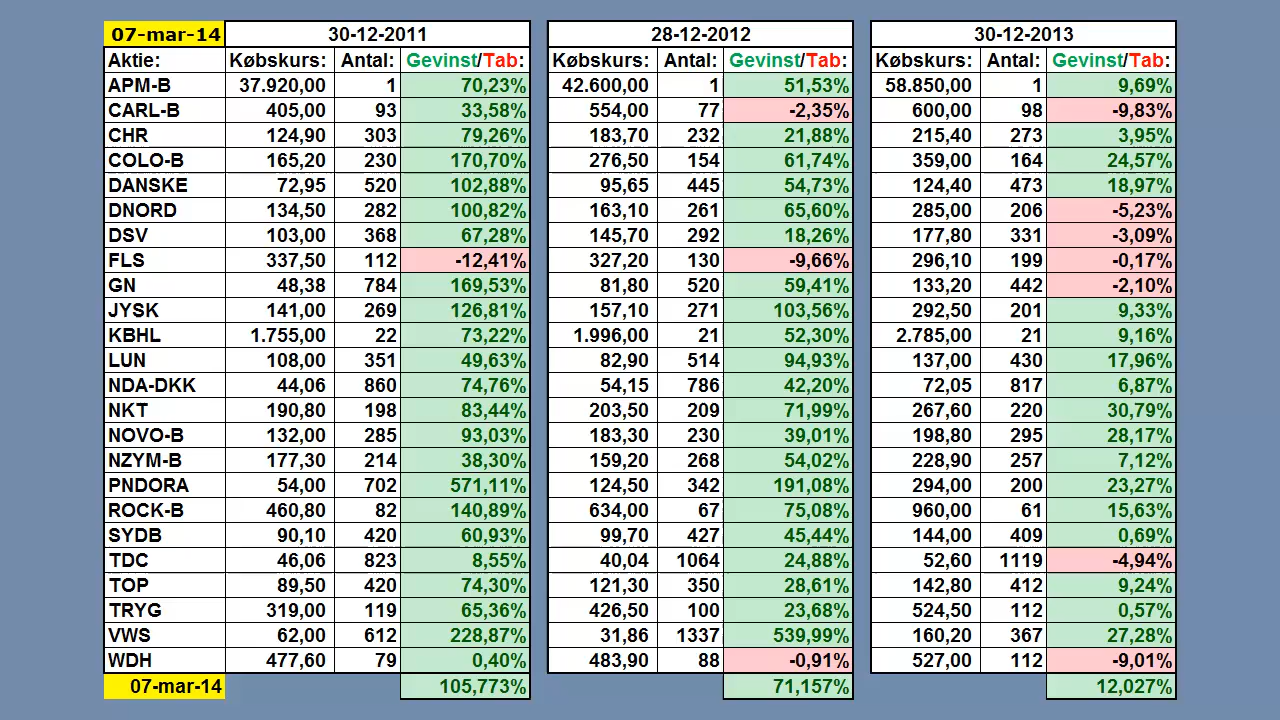 07-mar-14 30-12-2011 28-12-2012 30-12-2013
Aktie: Købskurs: Antal: Gevinst/Tab: Købskurs: Antal: Gevinst/Tab: Købskurs: Antal: Gevinst/Tab:
APM-B 37.920,00 1 70,23% 42.600,00 1 51,53% 58.850,00 1 9,69%
CARL-B 405,00 93 33,58% 554,00 77 -2,35% 600,00 98 -9,83%
CHR 124,90 303 79,26% 183,70 232 21,88% 215,40 273 3,95%
COLO-B 165,20 230 170,70% 276,50 154 61,74% 359,00 164 24,57%
DANSKE 72,95 520 102,88% 95,65 445 54,73% 124,40 473 18,97%
DNORD 134,50 282 100,82% 163,10 261 65,60% 285,00 206 -5,23%
DSV 103,00 368 67,28% 145,70 292 18,26% 177,80 331 -3,09%
FLS 337,50 112 -12,41% 327,20 130 -9,66% 296,10 199 -0,17%
GN 48,38 784 169,53% 81,80 520 59,41% 133,20 442 -2,10%
JYSK 141,00 269 126,81% 157,10 271 103,56% 292,50 201 9,33%
KBHL 1.755,00 22 73,22% 1.996,00 21 52,30% 2.785,00 21 9,16%
LUN 108,00 351 49,63% 82,90 514 94,93% 137,00 430 17,96%
NDA-DKK 44,06 860 74,76% 54,15 786 42,20% 72,05 817 6,87%
NKT 190,80 198 83,44% 203,50 209 71,99% 267,60 220 30,79%
NOVO-B 132,00 285 93,03% 183,30 230 39,01% 198,80 295 28,17%
NZYM-B 177,30 214 38,30% 159,20 268 54,02% 228,90 257 7,12%
PNDORA 54,00 702 571,11% 124,50 342 191,08% 294,00 200 23,27%
ROCK-B 460,80 82 140,89% 634,00 67 75,08% 960,00 61 15,63%
SYDB 90,10 420 60,93% 99,70 427 45,44% 144,00 409 0,69%
TDC 46,06 823 8,55% 40,04 1064 24,88% 52,60 1119 -4,94%
TOP 89,50 420 74,30% 121,30 350 28,61% 142,80 412 9,24%
TRYG 319,00 119 65,36% 426,50 100 23,68% 524,50 112 0,57%
VWS 62,00 612 228,87% 31,86 1337 539,99% 160,20 367 27,28%
WDH 477,60 79 0,40% 483,90 88 -0,91% 527,00 112 -9,01%
07-mar-14 105,773% 71,157% 12,027%